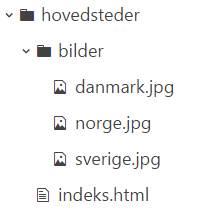 hovedsteder
bilder
danmark.jpg
norge.jpg
sverige.jpg
indeks.html